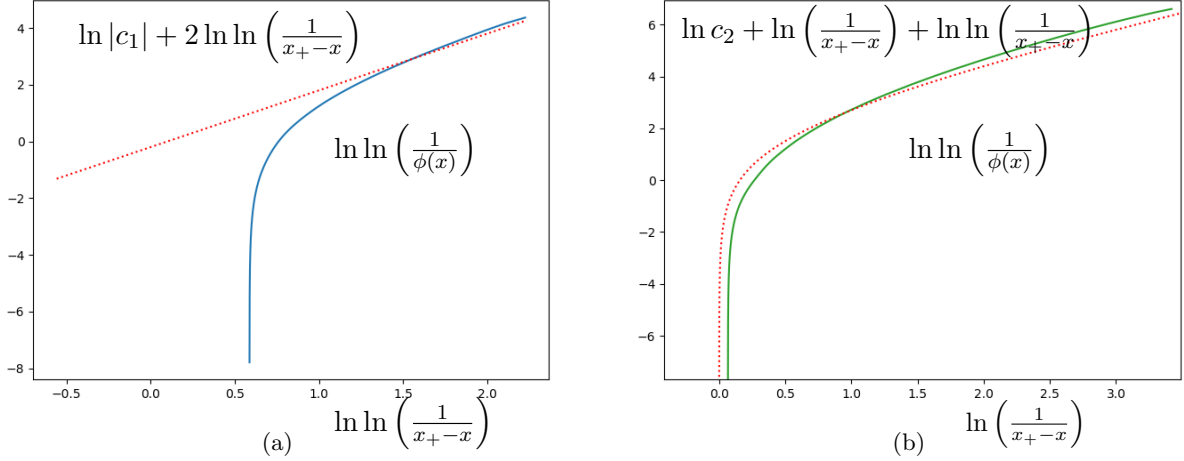 ln |c₁| + 2 ln ln (1/(x₊−x))
4
2
0
−2
−4
−6
−8
ln ln (1/ϕ(x))
−0.5 0.0 0.5 1.0 1.5 2.0
ln ln (1/(x₊−x))
(a)
ln c₂ + ln (1/(x₊−x)) + ln ln (1/(x₊−x))
6
4
2
0
−2
−4
−6
ln ln (1/ϕ(x))
0.0 0.5 1.0 1.5 2.0 2.5 3.0
ln (1/(x₊−x))
(b)